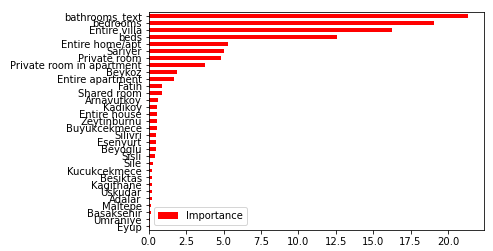 bathrooms_text
bedrooms
Entire villa
beds
Entire home/apt
Sariyer
Private room
Private room in apartment
Beykoz
Entire apartment
Fatih
Shared room
Arnavutkoy
Kadikoy
Entire house
Zeytinburnu
Buyukcekmece
Silivri
Esenyurt
Beyoglu
Sisli
Sile
Kucukcekmece
Besiktas
Kagithane
Uskudar
Adalar
Maltepe
Basaksehir
Umraniye
Eyup
Importance
0.0 2.5 5.0 7.5 10.0 12.5 15.0 17.5 20.0